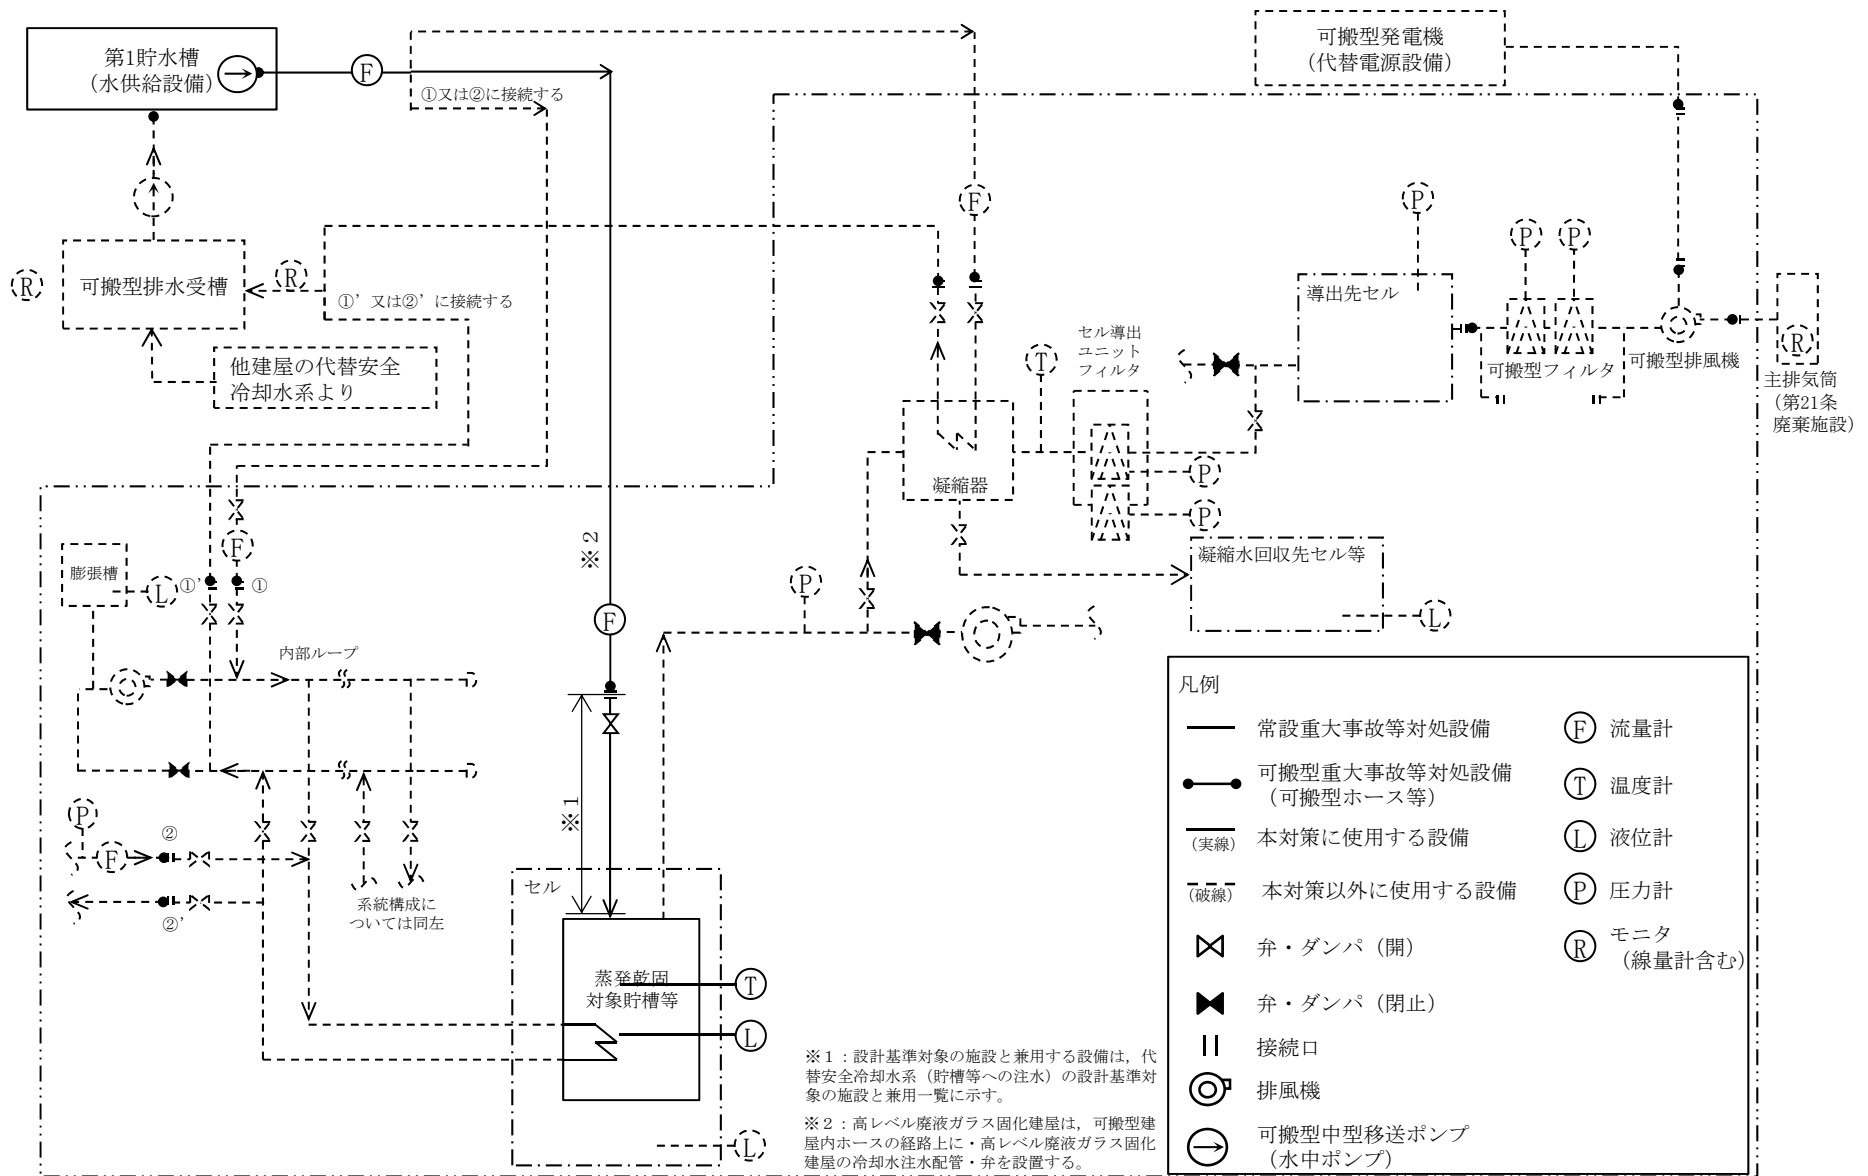 第1貯水槽
（水供給設備）
F
①又は②に接続する
可搬型発電機
（代替電源設備）
F
P
P
P
R
可搬型排水受槽
R
①’又は②’に接続する
導出先セル
可搬型フィルタ
可搬型排風機
R
主排気筒
（第21条
廃棄施設）
他建屋の代替安全
冷却水系より
T
セル導出
ユニット
フィルタ
凝縮器
P
P
凝縮水回収先セル等
L
※2
F
膨張槽
L
①’
①
P
F
内部ループ
※1
P
F
②
②’
系統構成に
ついては同左
セル
蒸発乾固
対象貯槽等
T
L
L
※１：設計基準対象の施設と兼用する設備は，代
替安全冷却水系（貯槽等への注水）の設計基準対
象の施設と兼用一覧に示す。
※２：高レベル廃液ガラス固化建屋は，可搬型建
屋内ホースの経路上に・高レベル廃液ガラス固化
建屋の冷却水注水配管・弁を設置する。
凡例
常設重大事故等対処設備
可搬型重大事故等対処設備
（可搬型ホース等）
（実線）
本対策に使用する設備
（破線）
本対策以外に使用する設備
弁・ダンパ（開）
弁・ダンパ（閉止）
接続口
排風機
可搬型中型移送ポンプ
（水中ポンプ）
F 流量計
T 温度計
L 液位計
P 圧力計
R モニタ
（線量計含む）